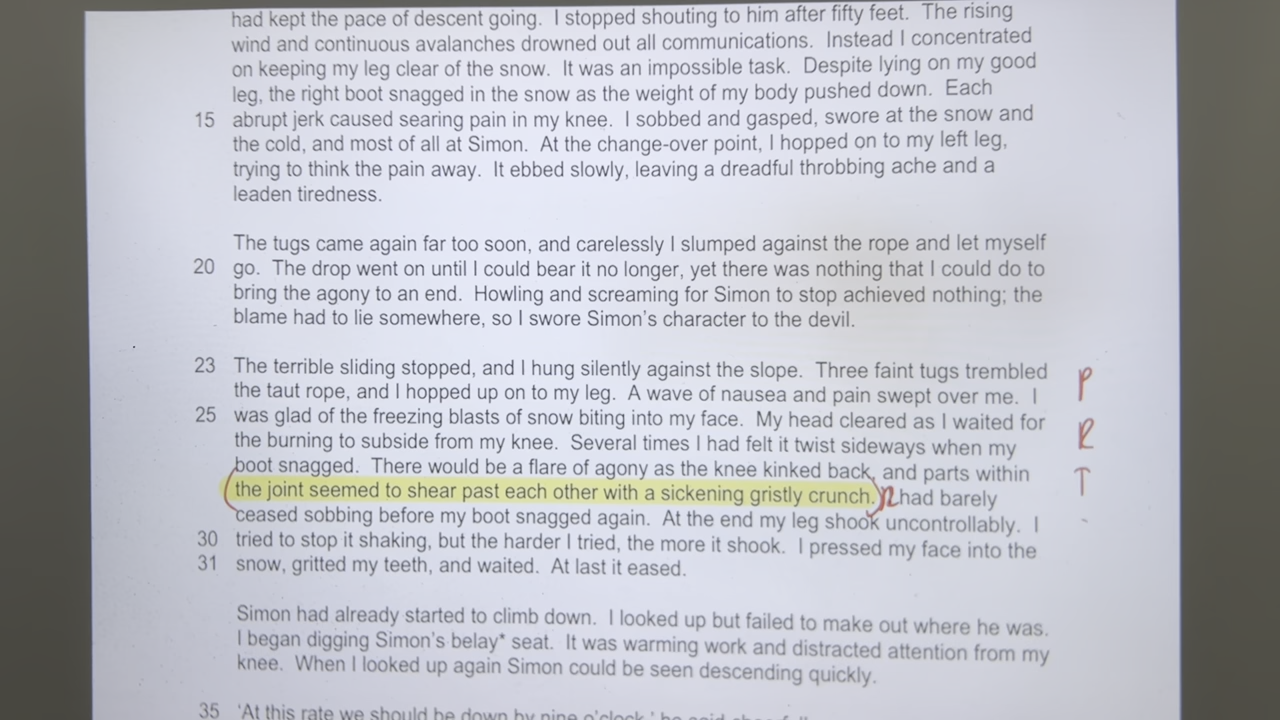 had kept the pace of descent going. I stopped shouting to him after fifty feet. The rising
wind and continuous avalanches drowned out all communications. Instead I concentrated
on keeping my leg clear of the snow. It was an impossible task. Despite lying on my good
leg, the right boot snagged in the snow as the weight of my body pushed down. Each
15 abrupt jerk caused searing pain in my knee. I sobbed and gasped, swore at the snow and
the cold, and most of all at Simon. At the change-over point, I hopped on to my left leg,
trying to think the pain away. It ebbed slowly, leaving a dreadful throbbing ache and a
leaden tiredness.
The tugs came again far too soon, and carelessly I slumped against the rope and let myself
20 go. The drop went on until I could bear it no longer, yet there was nothing that I could do to
bring the agony to an end. Howling and screaming for Simon to stop achieved nothing; the
blame had to lie somewhere, so I swore Simon's character to the devil.
23 The terrible sliding stopped, and I hung silently against the slope. Three faint tugs trembled
the taut rope, and I hopped up on to my leg. A wave of nausea and pain swept over me. I
25 was glad of the freezing blasts of snow biting into my face. My head cleared as I waited for
the burning to subside from my knee. Several times I had felt it twist sideways when my
boot snagged. There would be a flare of agony as the knee kinked back, and parts within
the joint seemed to shear past each other with a sickening gristly crunch. had barely
ceased sobbing before my boot snagged again. At the end my leg shook uncontrollably. I
30 tried to stop it shaking, but the harder I tried, the more it shook. I pressed my face into the
31 snow, gritted my teeth, and waited. At last it eased.
P
R
T
Simon had already started to climb down. I looked up but failed to make out where he was.
I began digging Simon's belay* seat. It was warming work and distracted attention from my
knee. When I looked up again Simon could be seen descending quickly.
35 'At this rate we should be down by nine o'clock,' he said